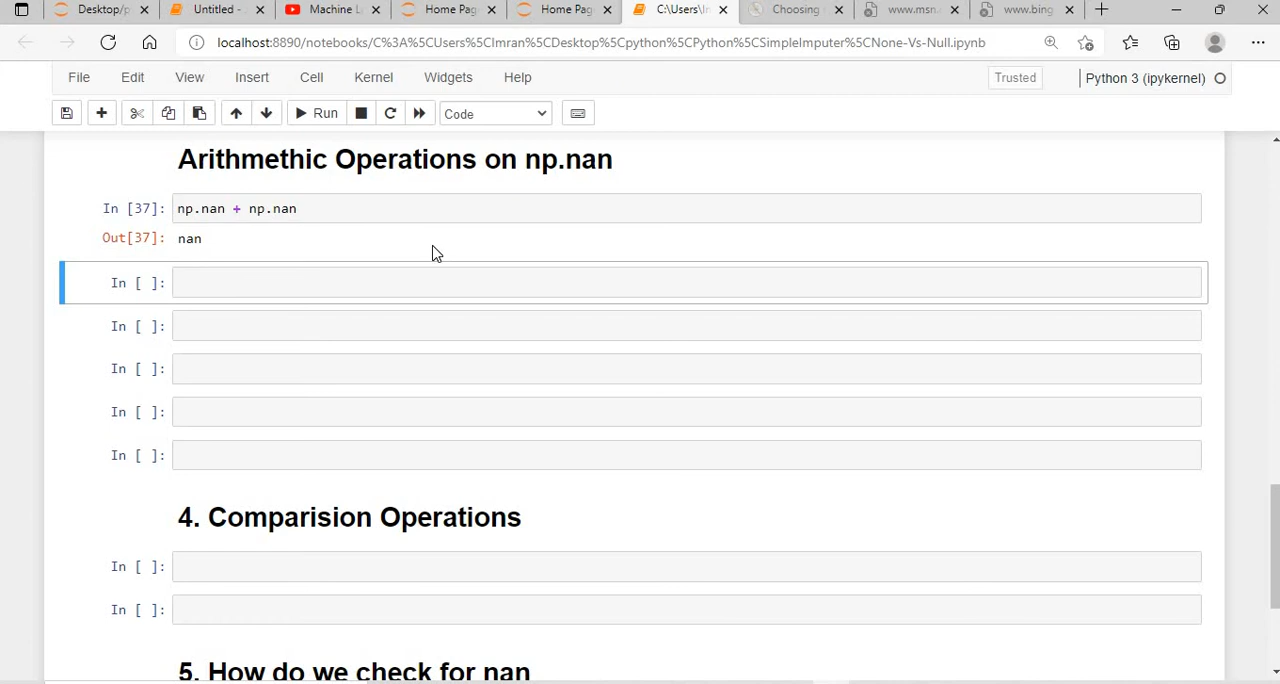 Desktop/p
Untitled -
Machine L
Home Pag
Home Pag
C:\Users\I
Choosing
www.msn.
www.bing
localhost:8890/notebooks/C%3A%5CUsers%5CImran%5CDesktop%5Cpython%5CPython%5CSimpleImputer%5CNone-Vs-Null.ipynb
File Edit View Insert Cell Kernel Widgets Help Trusted Python 3 (ipykernel)
Run Code
Arithmethic Operations on np.nan
In [37]: np.nan + np.nan
Out[37]: nan
In [ ]:
In [ ]:
In [ ]:
In [ ]:
In [ ]:
4. Comparision Operations
In [ ]:
In [ ]:
5. How do we check for nan